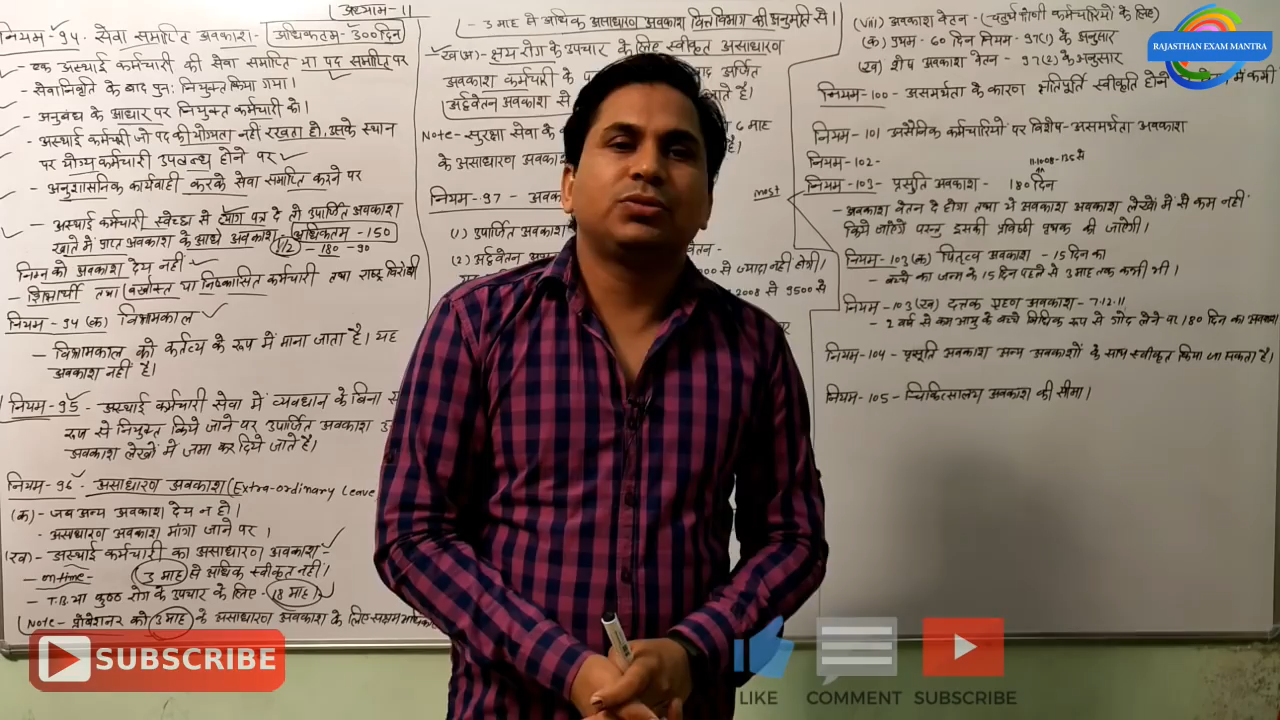 अध्याय-11
नियम-94. सेवा समाप्ति अवकाश- अधिकतम-300दिन
- एक अस्थाई कर्मचारी की सेवा समाप्ति या पद समाप्ति पर
- सेवानिवृति के बाद पुनः नियुक्त किया गया।
- अनुबंध के आधार पर नियुक्त कर्मचारी को।
- अस्थाई कर्मचारी जो पद की योग्यता नहीं रखता हो, उसके स्थान
पर योग्य कर्मचारी उपलब्ध होने पर
- अनुशासनिक कार्यवाही करके सेवा समाप्ति करने पर
- अस्थाई कर्मचारी स्वेच्छा से त्याग पत्र दे तो उपार्जित अवकाश
खाते में प्राप्त अवकाश के आधे अवकाश, अधिकतम-150
1/2 - 180-90
निम्न को अवकाश देय नहीं
- शिक्षार्थी तथा बर्खास्त या निष्कासित कर्मचारी तथा राष्ट्र विरोधी
नियम-94(क) विश्रामकाल
- विश्रामकाल को कर्तव्य के रूप में माना जाता है। यह
अवकाश नहीं है।
नियम-95 - अस्थाई कर्मचारी सेवा में व्यवधान के बिना
रूप से नियुक्त किये जाने पर उपार्जित अवकाश
अवकाश लेखों में जमा कर दिये जाते है।
नियम-96. असाधारण अवकाश (Extra-ordinary Leave
(क)- जब अन्य अवकाश देय न हो।
- असाधारण अवकाश मांगा जाने पर।
(ख)- अस्थाई कर्मचारी का असाधारण अवकाश-
- on time- 3 माह से अधिक स्वीकृत नहीं।
- T.B. या कुष्ठ रोग के उपचार के लिए- 18 माह
Note- प्रोबेशनर को 3 माह के असाधारण अवकाश के लिए सक्षम
- 3 माह से अधिक असाधारण अवकाश वित्त विभाग की अनुमति से।
ख(अ)- क्षय रोग के उपचार के लिए स्वीकृत असाधारण
अवकाश कर्मचारी के बाद अर्जित
अर्द्धवेतन अवकाश से जाते है।
Note- सुरक्षा सेवा के 6 माह
के असाधारण अवकाश है।
नियम-97 -
(1) उपार्जित अवकाश
(2) अर्द्धवेतन
से ज्यादा नहीं होगी।
2008 से 9500 से
(viii) अवकाश वेतन - (चतुर्थ श्रेणी कर्मचारियों के लिए)
(क) प्रथम- 60 दिन नियम-97(1) के अनुसार
(ख) शेष अवकाश वेतन - 97(2) के अनुसार
नियम-100- असमर्थता के कारण क्षतिपूर्ति स्वीकृति होने में कमी
नियम-101 असैनिक कर्मचारियों पर विशेष-असमर्थता अवकाश
नियम-102-
नियम-103- प्रसूति अवकाश - 180 दिन
most
- अवकाश वेतन देय होगा तथा ये अवकाश अवकाश लेखों में से कम नहीं
किये जायेंगे परन्तु इसकी प्रविष्टी पृथक की जायेगी।
नियम-103(क) पितृत्व अवकाश - 15 दिन का
- बच्चे का जन्म के 15 दिन पहले से 3 माह तक कभी भी।
नियम-103(ख) दत्तक ग्रहण अवकाश- 7.12.11
- 2 वर्ष से कम आयु के बच्चे विधिक रूप से गोद लेने पर 180 दिन का अवकाश
नियम-104- प्रसूति अवकाश अन्य अवकाशों के साथ स्वीकृत किया जा सकता है।
नियम-105- चिकित्सालय अवकाश की सीमा।
RAJASTHAN EXAM MANTRA
SUBSCRIBE
LIKE COMMENT SUBSCRIBE